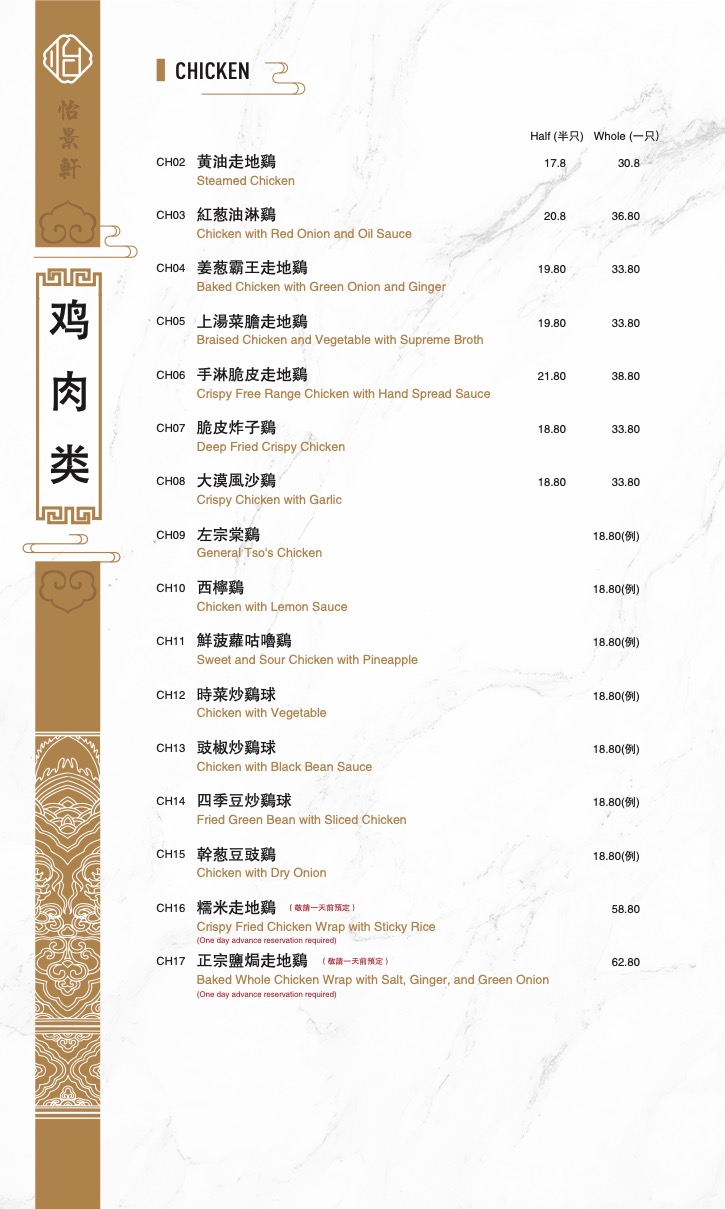 怡
怡
景
軒
鸡
肉
类
CHICKEN
Half (半只) Whole (一只)
CH02 黄油走地鷄 17.8 30.8
Steamed Chicken
CH03 紅葱油淋鷄 20.8 36.80
Chicken with Red Onion and Oil Sauce
CH04 姜葱霸王走地鷄 19.80 33.80
Baked Chicken with Green Onion and Ginger
CH05 上湯菜膽走地鷄 19.80 33.80
Braised Chicken and Vegetable with Supreme Broth
CH06 手淋脆皮走地鷄 21.80 38.80
Crispy Free Range Chicken with Hand Spread Sauce
CH07 脆皮炸子鷄 18.80 33.80
Deep Fried Crispy Chicken
CH08 大漠風沙鷄 18.80 33.80
Crispy Chicken with Garlic
CH09 左宗棠鷄 18.80(例)
General Tso's Chicken
CH10 西檸鷄 18.80(例)
Chicken with Lemon Sauce
CH11 鮮菠蘿咕嚕鷄 18.80(例)
Sweet and Sour Chicken with Pineapple
CH12 時菜炒鷄球 18.80(例)
Chicken with Vegetable
CH13 豉椒炒鷄球 18.80(例)
Chicken with Black Bean Sauce
CH14 四季豆炒鷄球 18.80(例)
Fried Green Bean with Sliced Chicken
CH15 幹葱豆豉鷄 18.80(例)
Chicken with Dry Onion
CH16 糯米走地鷄 （敬請一天前預定） 58.80
Crispy Fried Chicken Wrap with Sticky Rice
(One day advance reservation required)
CH17 正宗鹽焗走地鷄 （敬請一天前預定） 62.80
Baked Whole Chicken Wrap with Salt, Ginger, and Green Onion
(One day advance reservation required)